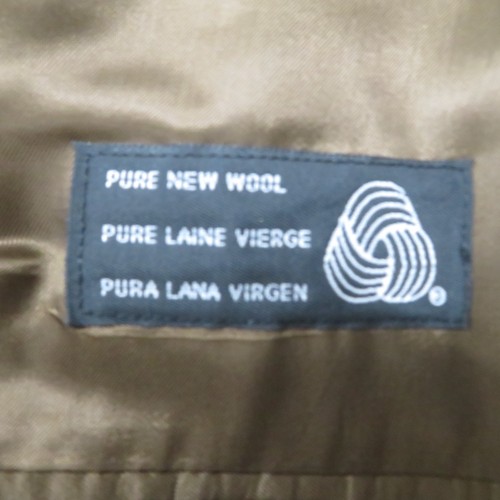 PURE NEW WOOL
PURE LAINE VIERGE
PURA LANA VIRGEN